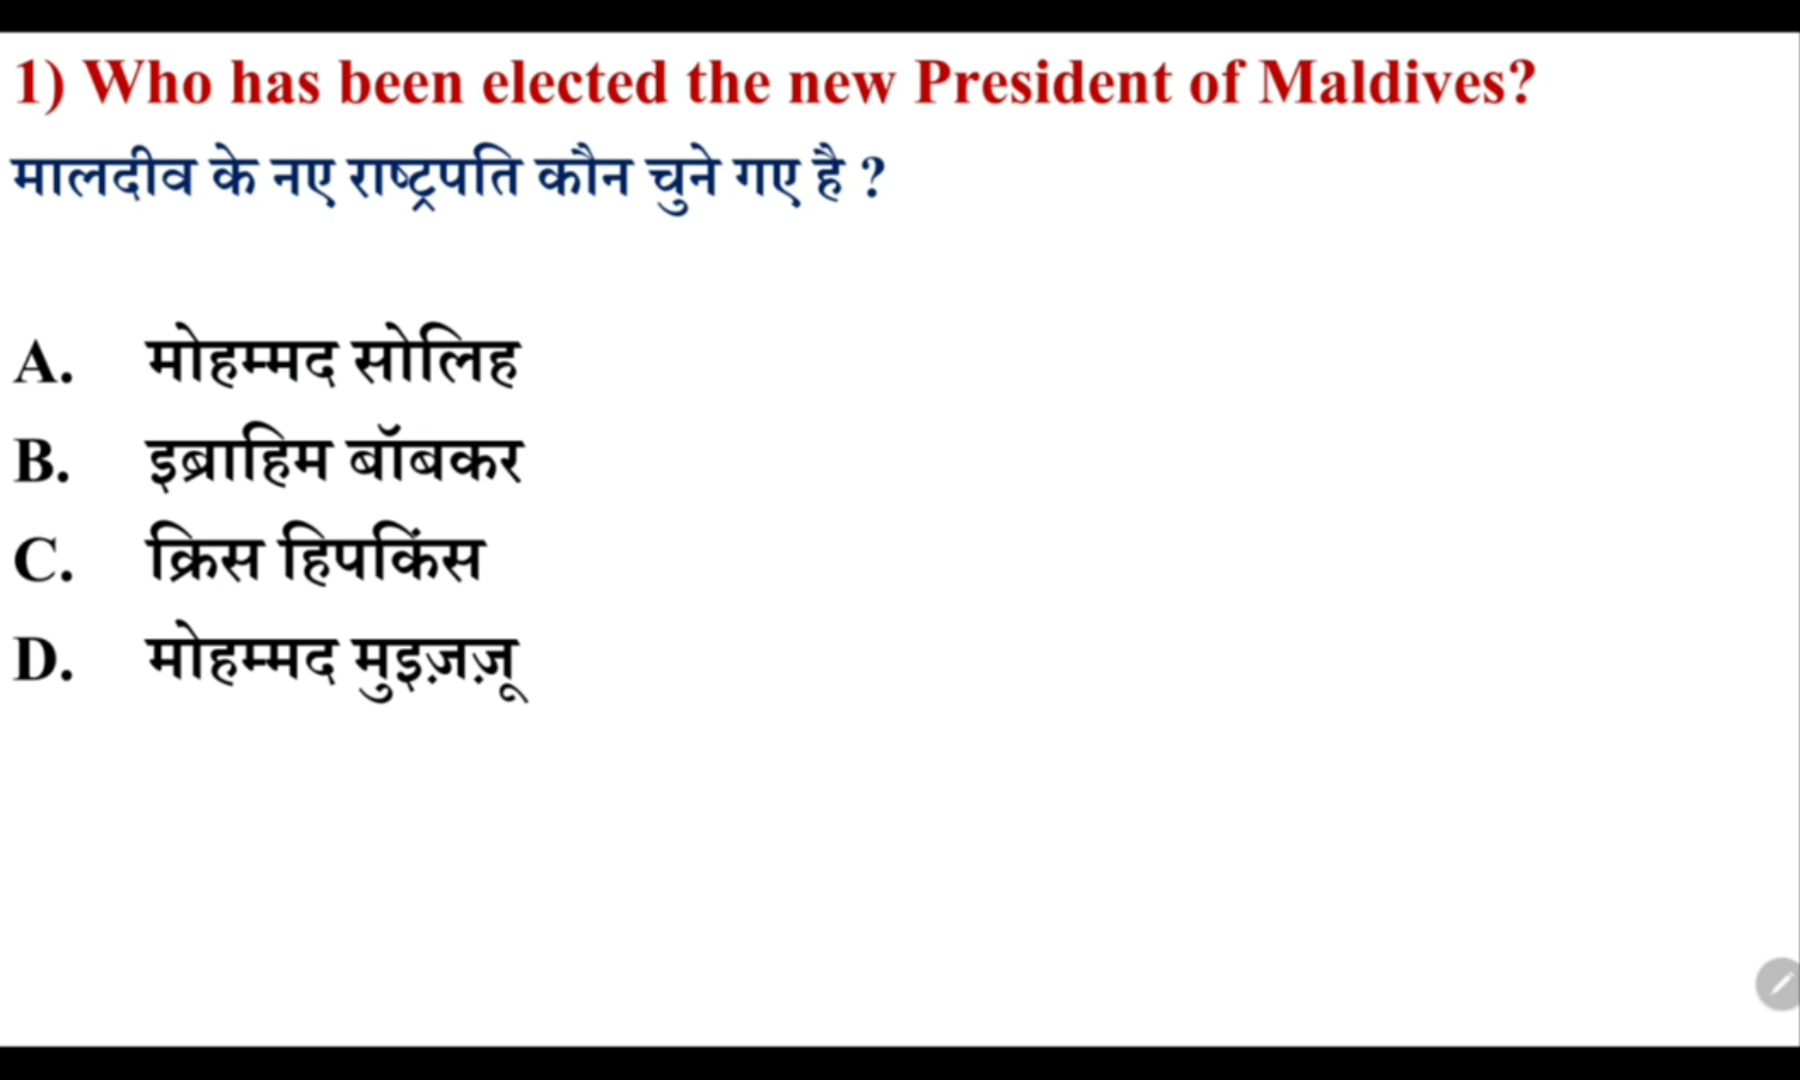 1) Who has been elected the new President of Maldives?
मालदीव के नए राष्ट्रपति कौन चुने गए है ?
A. मोहम्मद सोलिह
B. इब्राहिम बॉबकर
C. क्रिस हिपकिंस
D. मोहम्मद मुइज़ज़ू